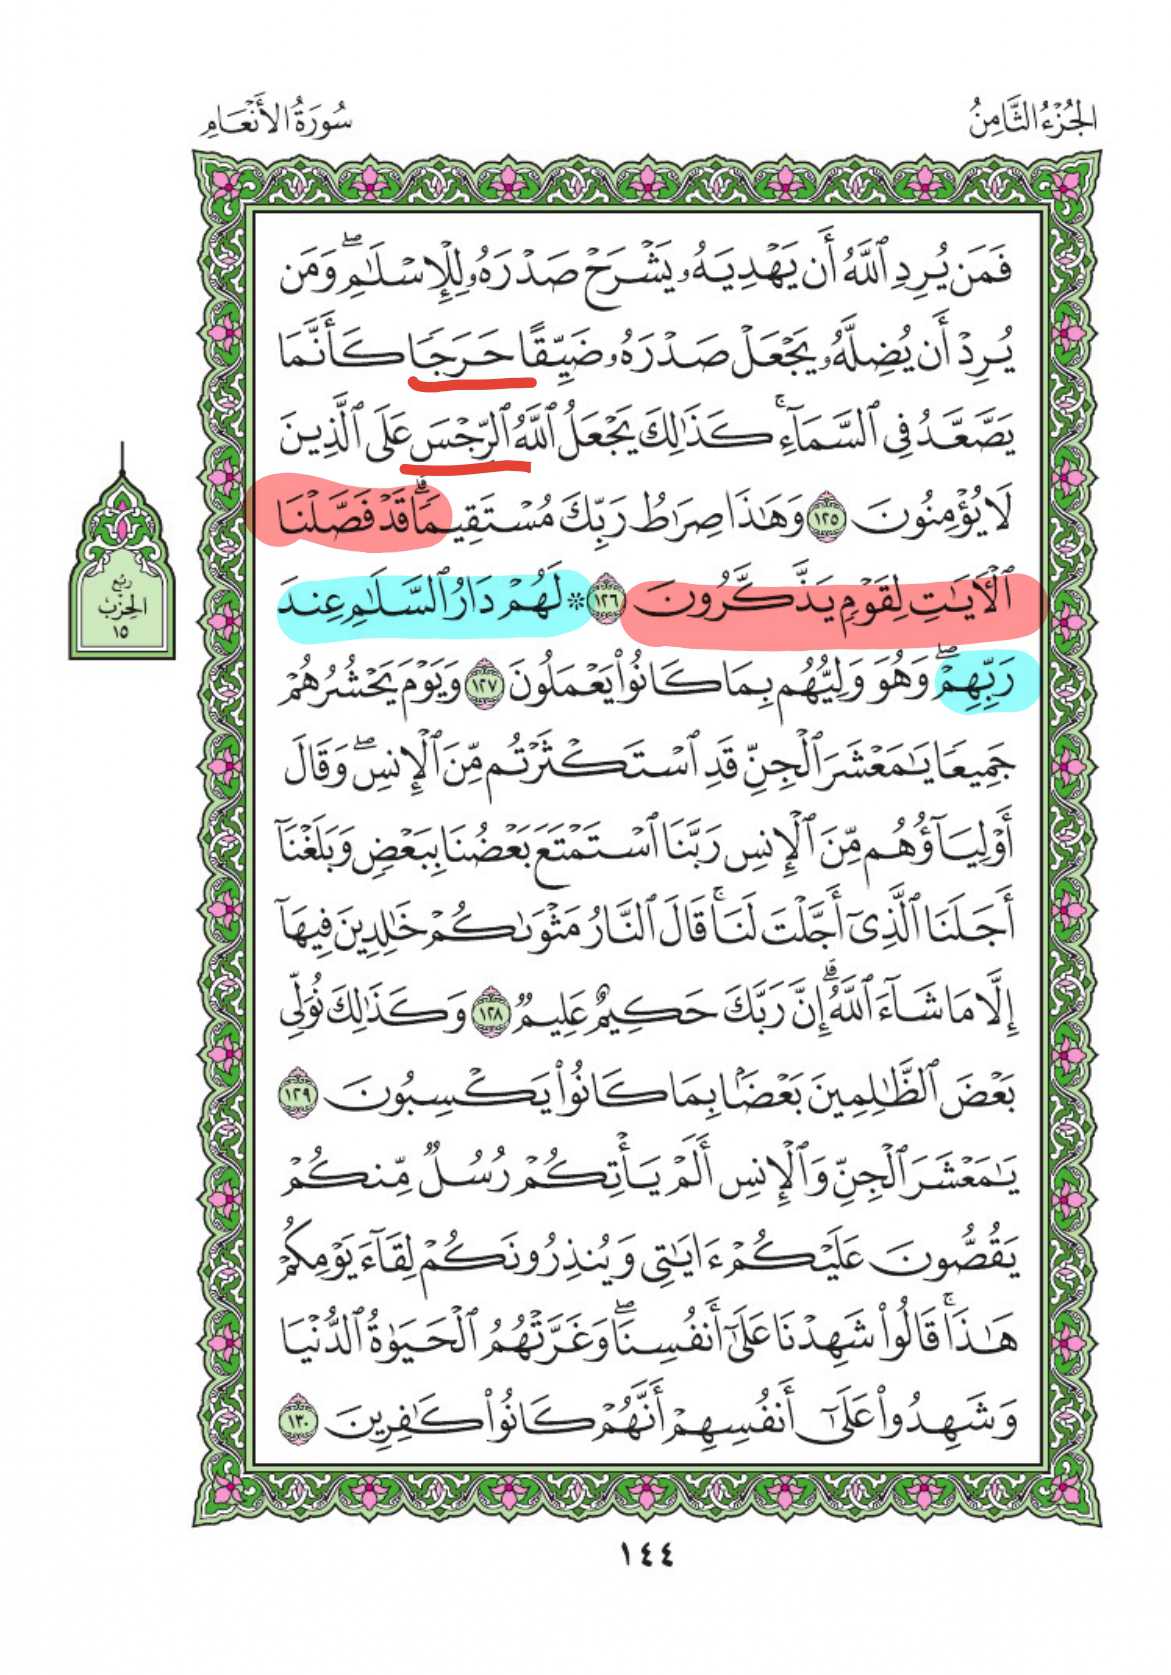 الجُزْءُ الثَّامِنُ
سُورَةُ الأَنْعَامِ
فَمَن يُرِدِ ٱللَّهُ أَن يَهْدِيَهُۥ يَشْرَحْ صَدْرَهُۥ لِلْإِسْلَٰمِۖ وَمَن
يُرِدْ أَن يُضِلَّهُۥ يَجْعَلْ صَدْرَهُۥ ضَيِّقًا حَرَجًا كَأَنَّمَا
يَصَّعَّدُ فِى ٱلسَّمَآءِۚ كَذَٰلِكَ يَجْعَلُ ٱللَّهُ ٱلرِّجْسَ عَلَى ٱلَّذِينَ
لَا يُؤْمِنُونَ ١٢٥ وَهَٰذَا صِرَٰطُ رَبِّكَ مُسْتَقِيمًاۗ قَدْ فَصَّلْنَا
ٱلْأٓيَٰتِ لِقَوْمٍ يَذَّكَّرُونَ ١٢٦ * لَهُمْ دَارُ ٱلسَّلَٰمِ عِندَ
رَبِّهِمْۖ وَهُوَ وَلِيُّهُم بِمَا كَانُوا۟ يَعْمَلُونَ ١٢٧ وَيَوْمَ يَحْشُرُهُمْ
جَمِيعًا يَٰمَعْشَرَ ٱلْجِنِّ قَدِ ٱسْتَكْثَرْتُم مِّنَ ٱلْإِنسِۖ وَقَالَ
أَوْلِيَآؤُهُم مِّنَ ٱلْإِنسِ رَبَّنَا ٱسْتَمْتَعَ بَعْضُنَا بِبَعْضٍ وَبَلَغْنَآ
أَجَلَنَا ٱلَّذِىٓ أَجَّلْتَ لَنَاۚ قَالَ ٱلنَّارُ مَثْوَىٰكُمْ خَٰلِدِينَ فِيهَآ
إِلَّا مَا شَآءَ ٱللَّهُۗ إِنَّ رَبَّكَ حَكِيمٌ عَلِيمٌ ١٢٨ وَكَذَٰلِكَ نُوَلِّى
بَعْضَ ٱلظَّٰلِمِينَ بَعْضًۢا بِمَا كَانُوا۟ يَكْسِبُونَ ١٢٩
يَٰمَعْشَرَ ٱلْجِنِّ وَٱلْإِنسِ أَلَمْ يَأْتِكُمْ رُسُلٌ مِّنكُمْ
يَقُصُّونَ عَلَيْكُمْ ءَايَٰتِى وَيُنذِرُونَكُمْ لِقَآءَ يَوْمِكُمْ
هَٰذَاۚ قَالُوا۟ شَهِدْنَا عَلَىٰٓ أَنفُسِنَاۖ وَغَرَّتْهُمُ ٱلْحَيَوٰةُ ٱلدُّنْيَا
وَشَهِدُوا۟ عَلَىٰٓ أَنفُسِهِمْ أَنَّهُمْ كَانُوا۟ كَٰفِرِينَ ١٣٠
رُبْع
الحِزْب
١٥
١٤٤